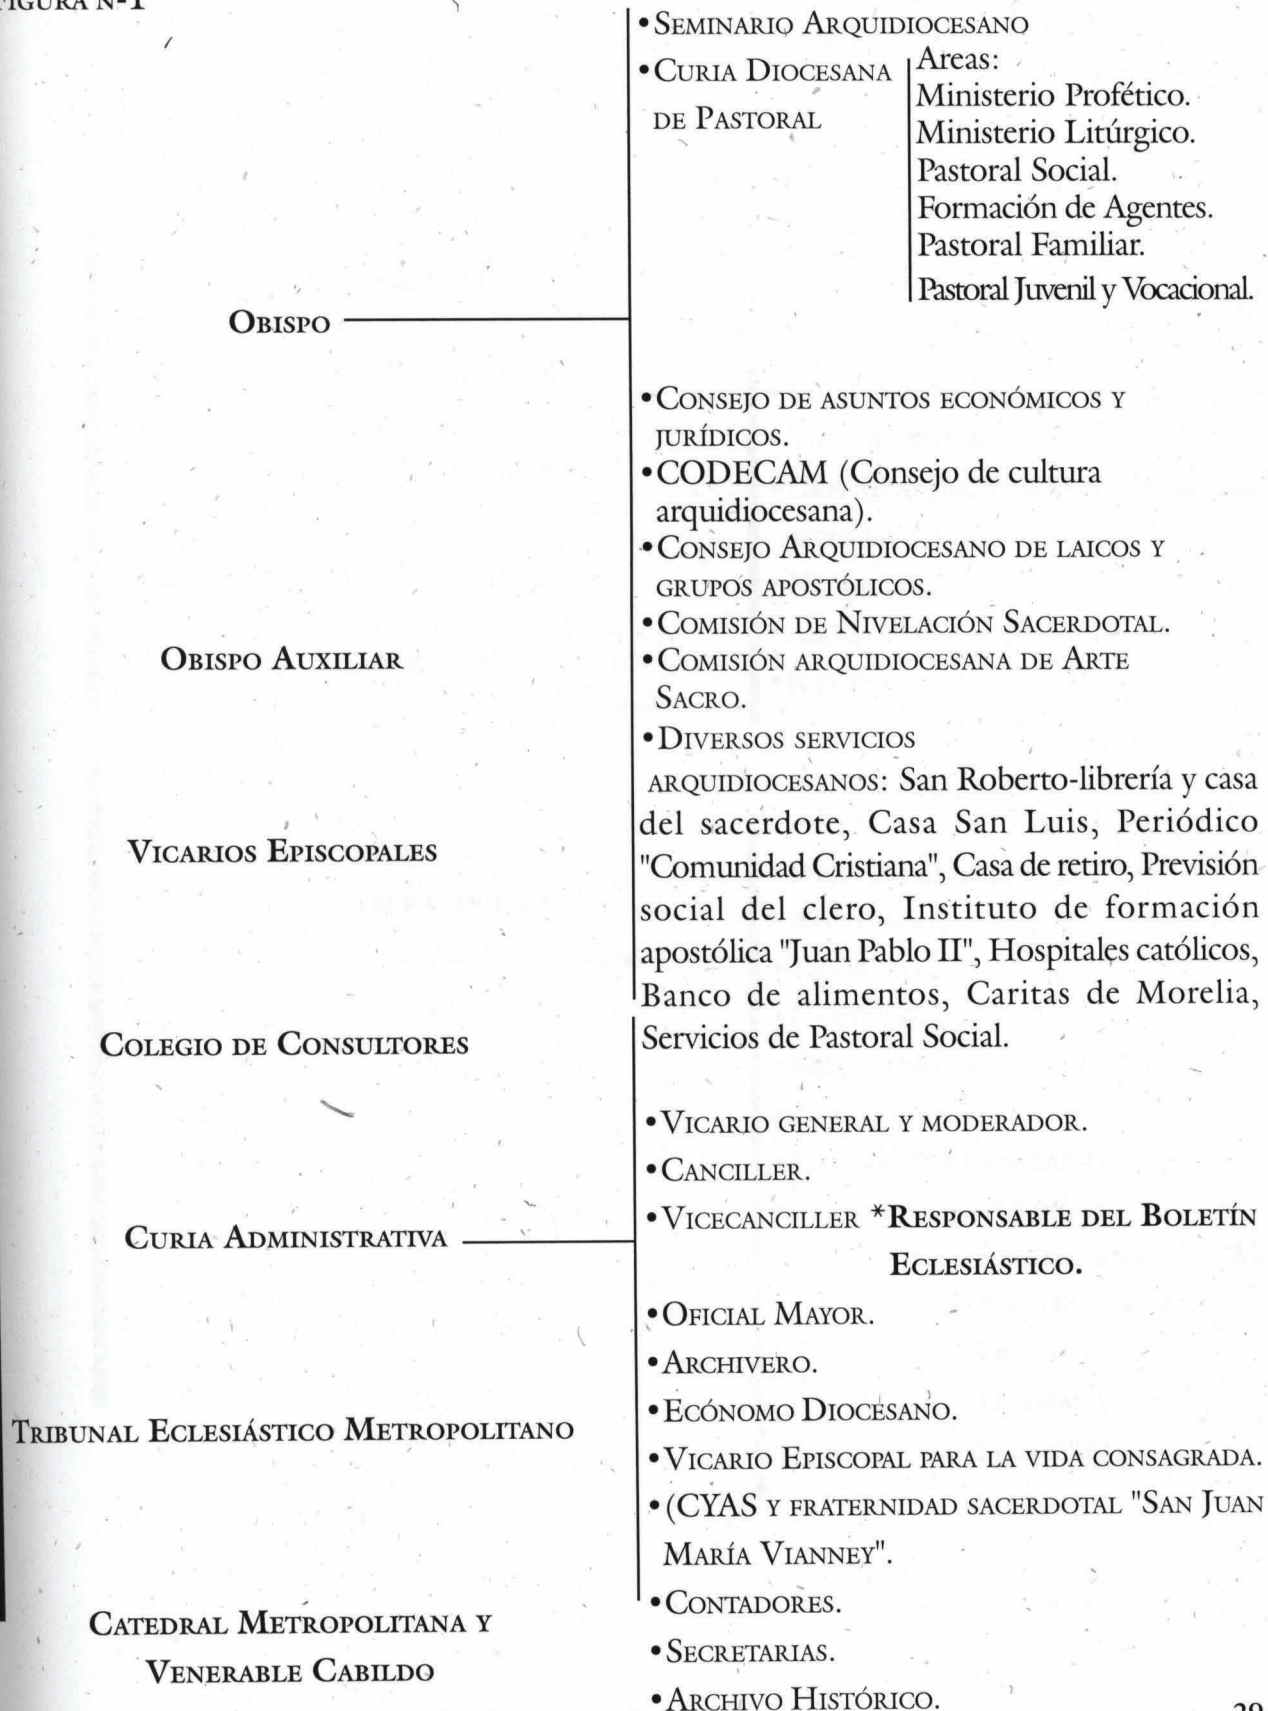 FIGURA N-1
• SEMINARIO ARQUIDIOCESANO
• CURIA DIOCESANA
DE PASTORAL
Areas:
Ministerio Profético.
Ministerio Litúrgico.
Pastoral Social.
Formación de Agentes.
Pastoral Familiar.
Pastoral Juvenil y Vocacional.
OBISPO
• CONSEJO DE ASUNTOS ECONÓMICOS Y
JURÍDICOS.
• CODECAM (Consejo de cultura
arquidiocesana).
• CONSEJO ARQUIDIOCESANO DE LAICOS Y
GRUPOS APOSTÓLICOS.
• COMISIÓN DE NIVELACIÓN SACERDOTAL.
OBISPO AUXILIAR
• COMISIÓN ARQUIDIOCESANA DE ARTE
SACRO.
• DIVERSOS SERVICIOS
ARQUIDIOCESANOS: San Roberto-librería y casa
del sacerdote, Casa San Luis, Periódico
"Comunidad Cristiana", Casa de retiro, Previsión
social del clero, Instituto de formación
apostólica "Juan Pablo II", Hospitales católicos,
Banco de alimentos, Caritas de Morelia,
Servicios de Pastoral Social.
VICARIOS EPISCOPALES
COLEGIO DE CONSULTORES
• VICARIO GENERAL Y MODERADOR.
• CANCILLER.
• VICECANCILLER *RESPONSABLE DEL BOLETÍN
ECLESIÁSTICO.
CURIA ADMINISTRATIVA
• OFICIAL MAYOR.
• ARCHIVERO.
• ECÓNOMO DIOCESANO.
TRIBUNAL ECLESIÁSTICO METROPOLITANO
• VICARIO EPISCOPAL PARA LA VIDA CONSAGRADA.
• (CYAS Y FRATERNIDAD SACERDOTAL "SAN JUAN
MARÍA VIANNEY".
• CONTADORES.
CATEDRAL METROPOLITANA Y
VENERABLE CABILDO
• SECRETARIAS.
• ARCHIVO HISTÓRICO.